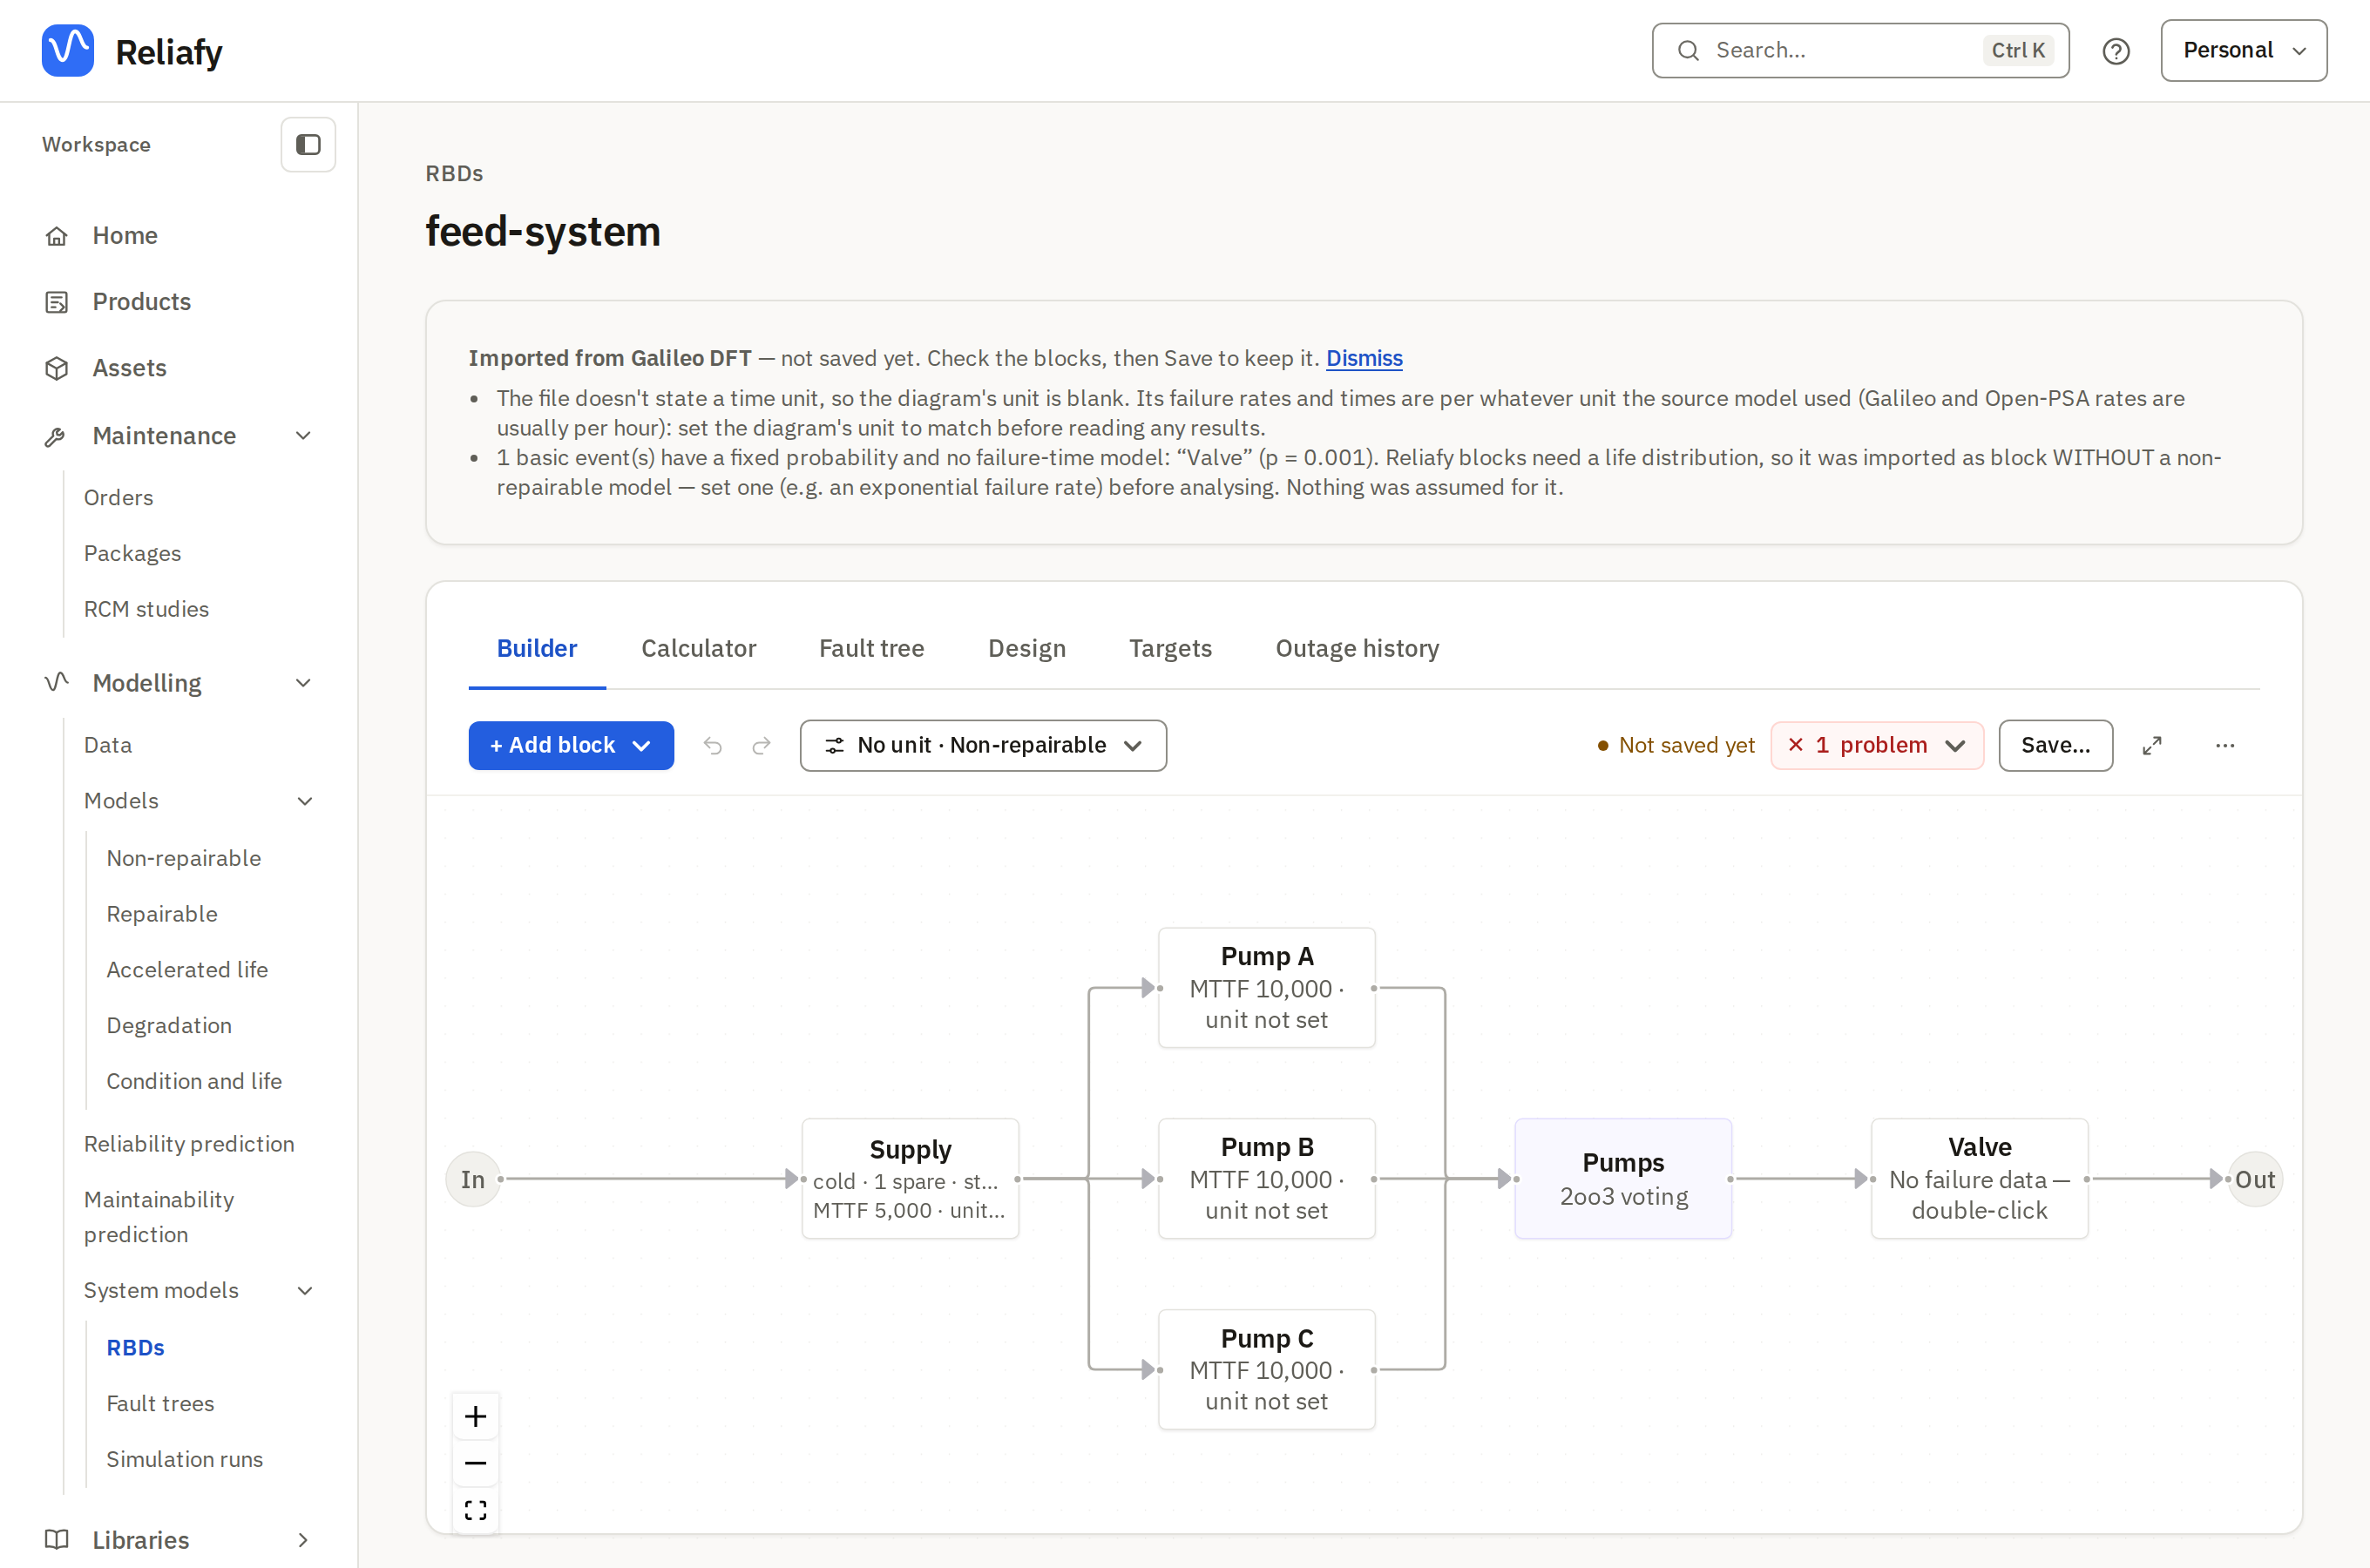 Reliafy
Search...
Ctrl K
Personal
Workspace
Home
Products
Assets
Maintenance
Orders
Packages
RCM studies
Modelling
Data
Models
Non-repairable
Repairable
Accelerated life
Degradation
Condition and life
Reliability prediction
Maintainability
prediction
System models
RBDs
Fault trees
Simulation runs
Libraries
RBDs
feed-system
Imported from Galileo DFT — not saved yet. Check the blocks, then Save to keep it. Dismiss
• The file doesn't state a time unit, so the diagram's unit is blank. Its failure rates and times are per whatever unit the source model used (Galileo and Open-PSA rates are
usually per hour): set the diagram's unit to match before reading any results.
• 1 basic event(s) have a fixed probability and no failure-time model: “Valve” (p = 0.001). Reliafy blocks need a life distribution, so it was imported as block WITHOUT a non-
repairable model — set one (e.g. an exponential failure rate) before analysing. Nothing was assumed for it.
Builder
Calculator
Fault tree
Design
Targets
Outage history
+ Add block
No unit · Non-repairable
Not saved yet
✕ 1 problem
Save...
In
Supply
cold · 1 spare · st...
MTTF 5,000 · unit...
Pump A
MTTF 10,000 ·
unit not set
Pump B
MTTF 10,000 ·
unit not set
Pump C
MTTF 10,000 ·
unit not set
Pumps
2oo3 voting
Valve
No failure data —
double-click
Out